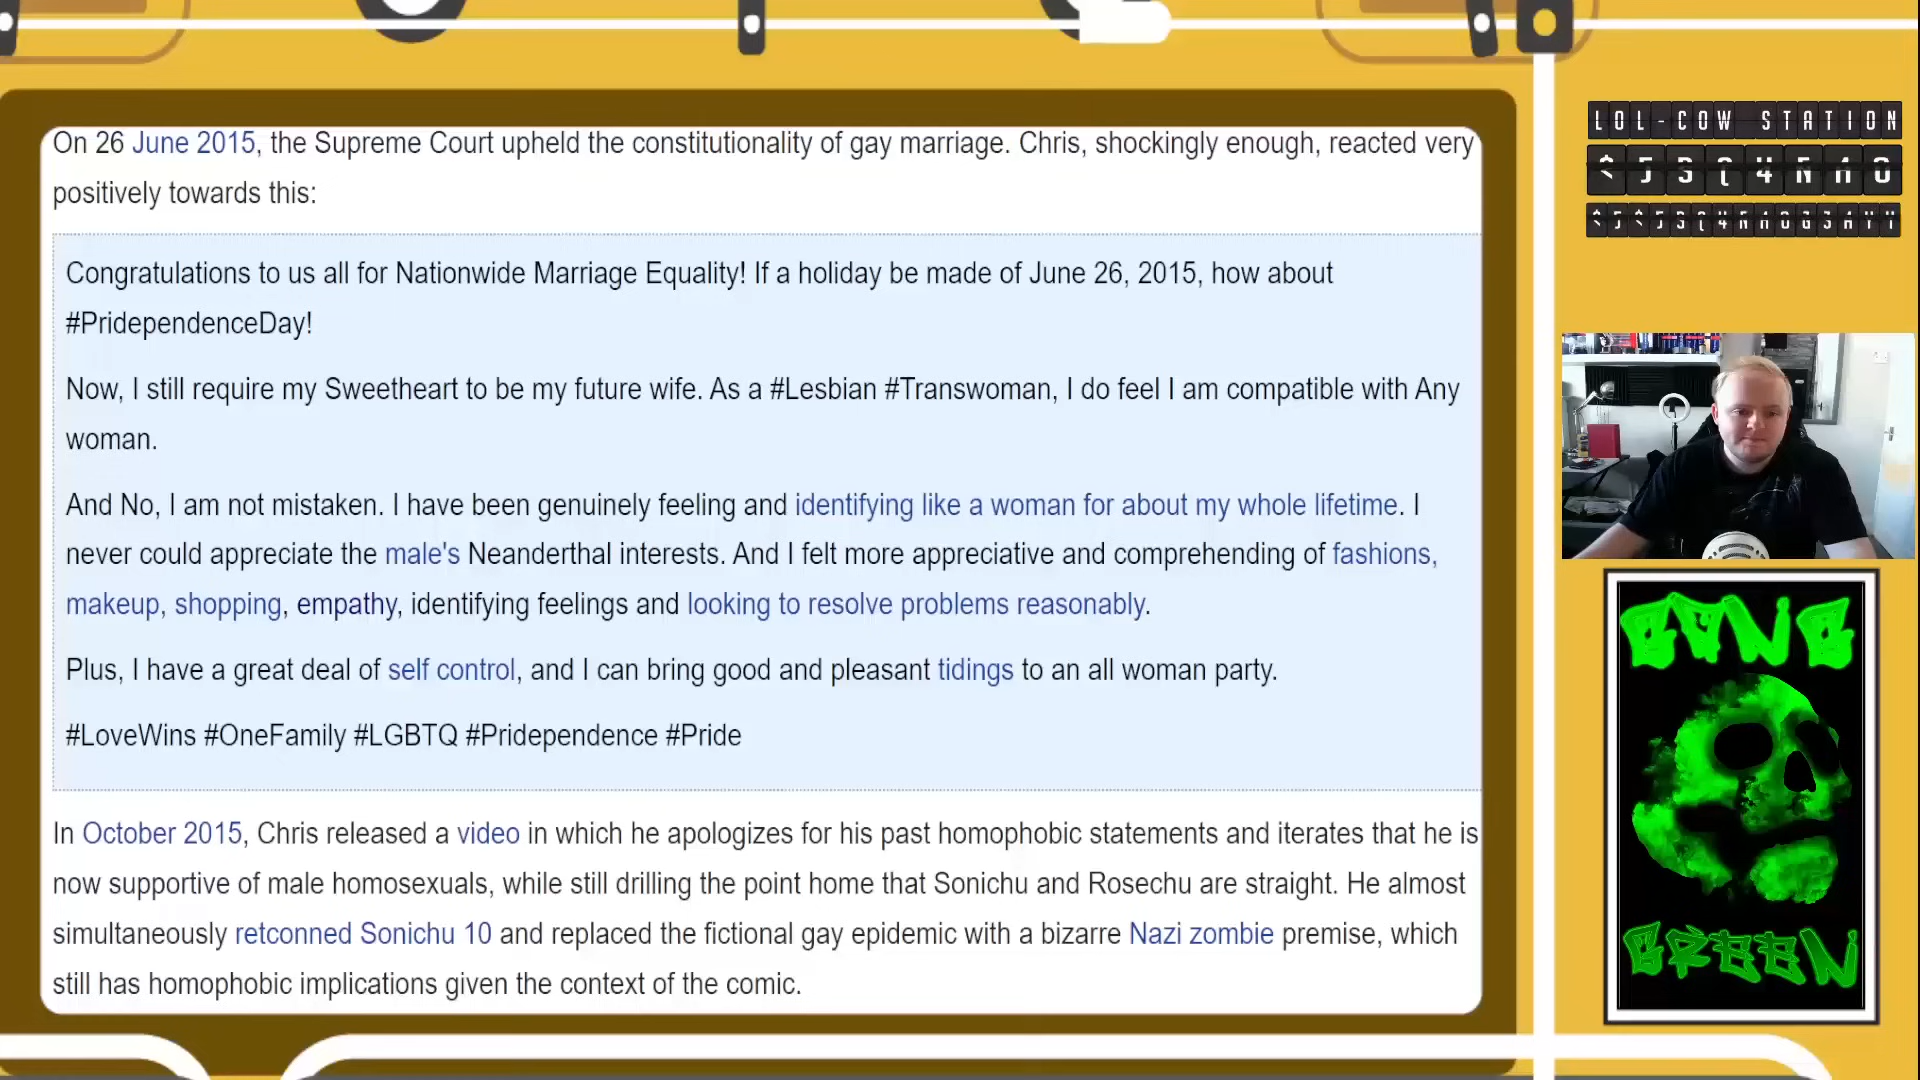 On 26 June 2015, the Supreme Court upheld the constitutionality of gay marriage. Chris, shockingly enough, reacted very
positively towards this:
Congratulations to us all for Nationwide Marriage Equality! If a holiday be made of June 26, 2015, how about
#PridependenceDay!
Now, I still require my Sweetheart to be my future wife. As a #Lesbian #Transwoman, I do feel I am compatible with Any
woman.
And No, I am not mistaken. I have been genuinely feeling and identifying like a woman for about my whole lifetime. I
never could appreciate the male's Neanderthal interests. And I felt more appreciative and comprehending of fashions,
makeup, shopping, empathy, identifying feelings and looking to resolve problems reasonably.
Plus, I have a great deal of self control, and I can bring good and pleasant tidings to an all woman party.
#LoveWins #OneFamily #LGBTQ #Pridependence #Pride
In October 2015, Chris released a video in which he apologizes for his past homophobic statements and iterates that he is
now supportive of male homosexuals, while still drilling the point home that Sonichu and Rosechu are straight. He almost
simultaneously retconned Sonichu 10 and replaced the fictional gay epidemic with a bizarre Nazi zombie premise, which
still has homophobic implications given the context of the comic.
LOL-COW STATION
GONE
GREEN